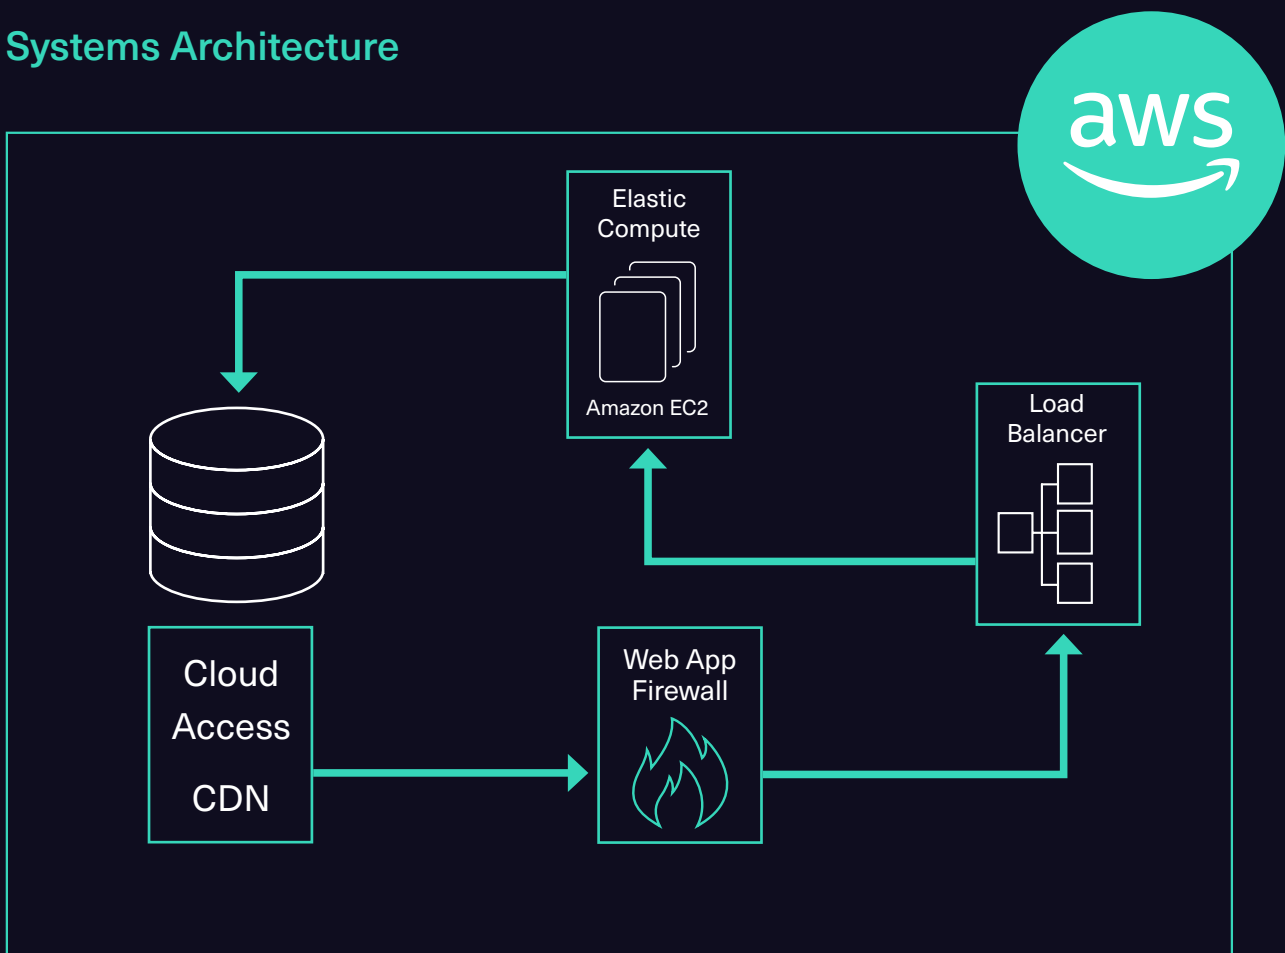 Systems Architecture
aws
Elastic
Compute
Amazon EC2
Load
Balancer
Cloud
Access
CDN
Web App
Firewall